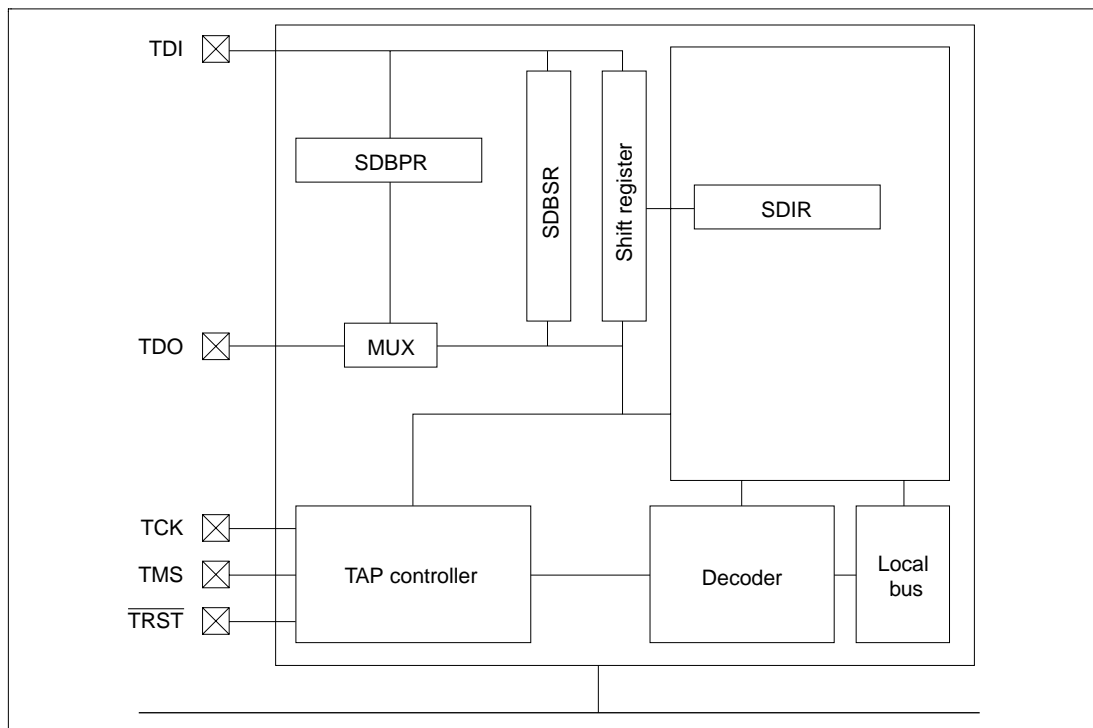 TDI
SDBPR
SDBSR
Shift register
SDIR
TDO
MUX
TCK
TMS
TRST
TAP controller
Decoder
Local
bus